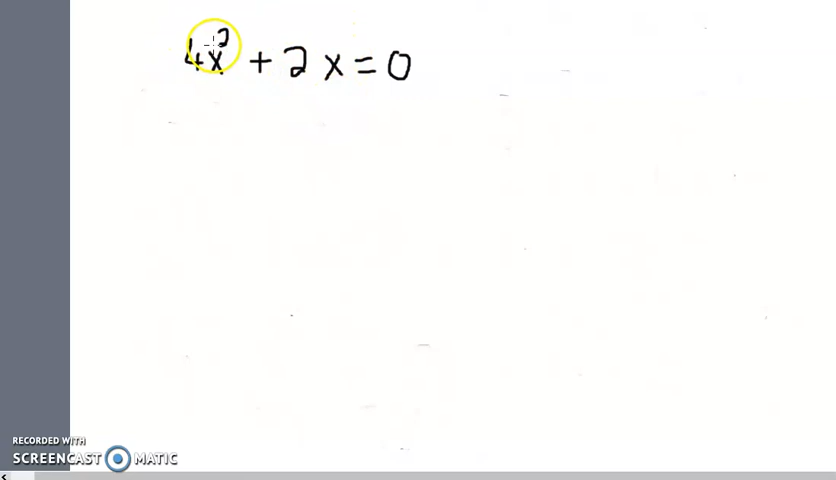 4x² + 2x = 0
RECORDED WITH
SCREENCAST MATIC